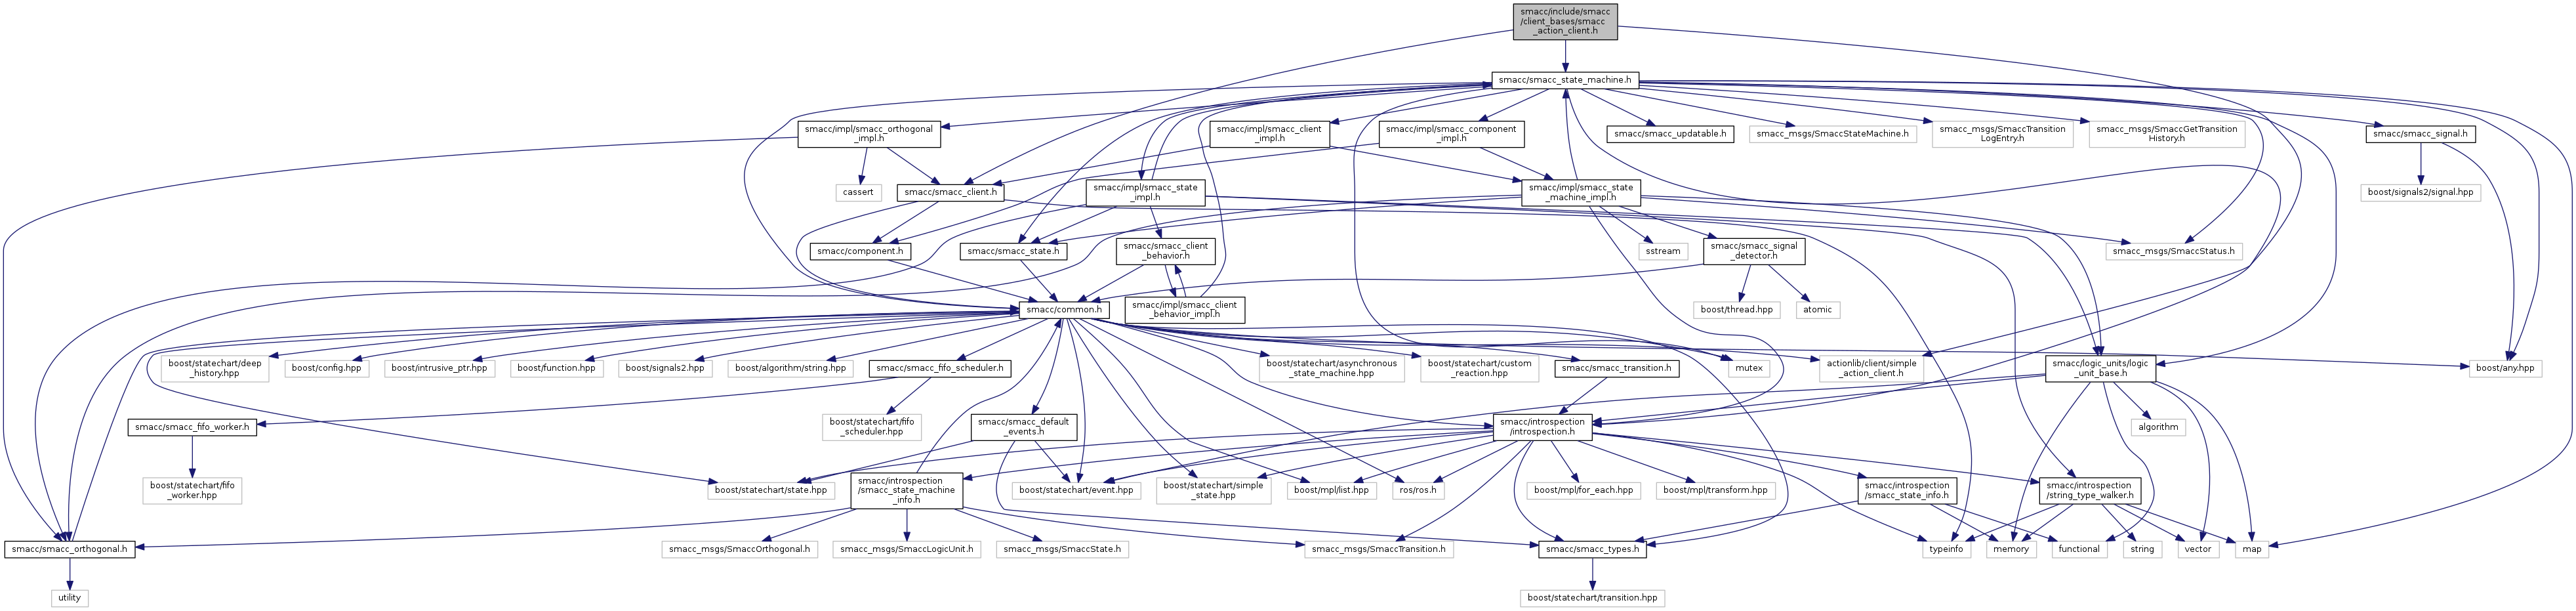 smacc/include/smacc
/client_bases/smacc
_action_client.h
smacc/smacc_state_machine.h
smacc/impl/smacc_orthogonal
_impl.h
smacc/impl/smacc_client
_impl.h
smacc/impl/smacc_component
_impl.h
smacc/smacc_updatable.h
smacc_msgs/SmaccStateMachine.h
smacc_msgs/SmaccTransition
LogEntry.h
smacc_msgs/SmaccGetTransition
History.h
smacc/smacc_signal.h
cassert
smacc/smacc_client.h
smacc/impl/smacc_state
_impl.h
smacc/impl/smacc_state
_machine_impl.h
boost/signals2/signal.hpp
smacc/component.h
smacc/smacc_state.h
smacc/smacc_client
_behavior.h
sstream
smacc/smacc_signal
_detector.h
smacc_msgs/SmaccStatus.h
smacc/common.h
smacc/impl/smacc_client
_behavior_impl.h
boost/thread.hpp
atomic
boost/statechart/deep
_history.hpp
boost/config.hpp
boost/intrusive_ptr.hpp
boost/function.hpp
boost/signals2.hpp
boost/algorithm/string.hpp
smacc/smacc_fifo_scheduler.h
boost/statechart/asynchronous
_state_machine.hpp
boost/statechart/custom
_reaction.hpp
smacc/smacc_transition.h
mutex
actionlib/client/simple
_action_client.h
smacc/logic_units/logic
_unit_base.h
boost/any.hpp
smacc/smacc_fifo_worker.h
boost/statechart/fifo
_scheduler.hpp
smacc/smacc_default
_events.h
smacc/introspection
/introspection.h
algorithm
boost/statechart/fifo
_worker.hpp
boost/statechart/state.hpp
smacc/introspection
/smacc_state_machine
_info.h
boost/statechart/event.hpp
boost/statechart/simple
_state.hpp
boost/mpl/list.hpp
ros/ros.h
boost/mpl/for_each.hpp
boost/mpl/transform.hpp
smacc/introspection
/smacc_state_info.h
smacc/introspection
/string_type_walker.h
smacc/smacc_orthogonal.h
smacc_msgs/SmaccOrthogonal.h
smacc_msgs/SmaccLogicUnit.h
smacc_msgs/SmaccState.h
smacc_msgs/SmaccTransition.h
smacc/smacc_types.h
typeinfo
memory
functional
string
vector
map
utility
boost/statechart/transition.hpp